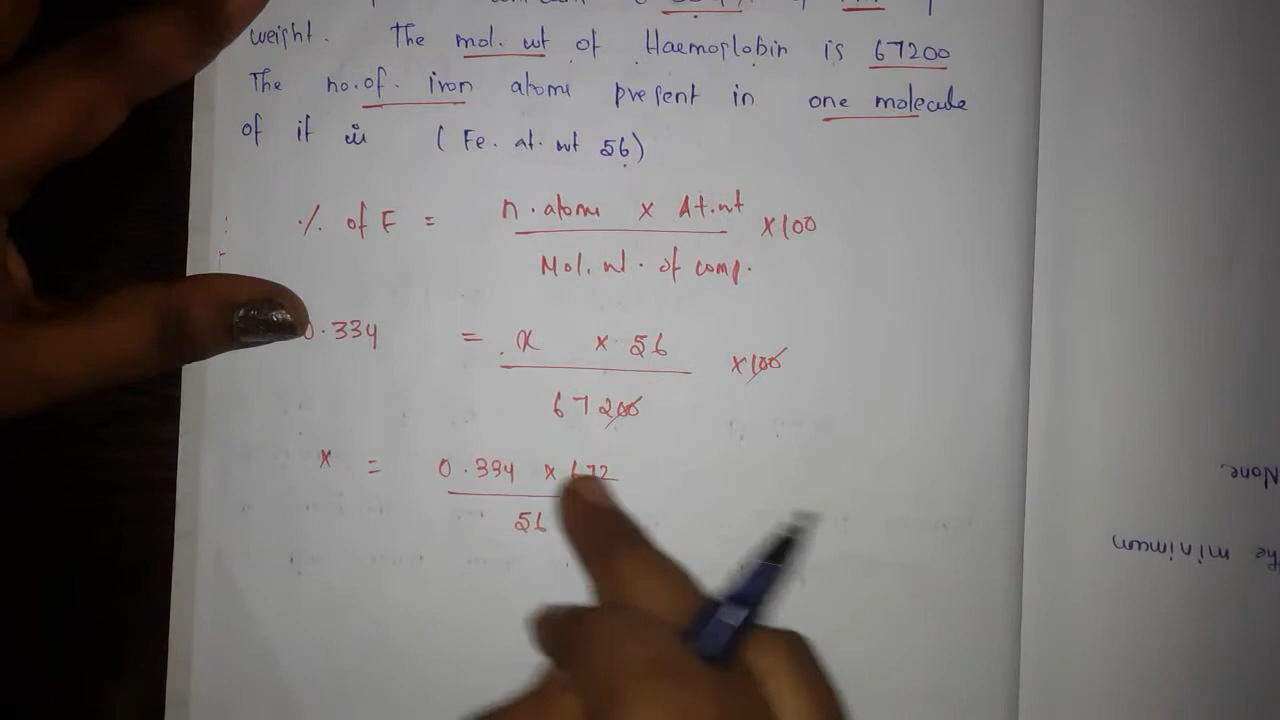 weight. The mol. wt of Haemoglobin is 67200
The no. of. iron atoms present in one molecule
of it is (Fe. at. wt 56)
% of F = n. atoms x At. wt x100
Mol. wt. of comp.
0.334 = x x 56 x100
67200
x = 0.334 x 672
56
None.
The minimum